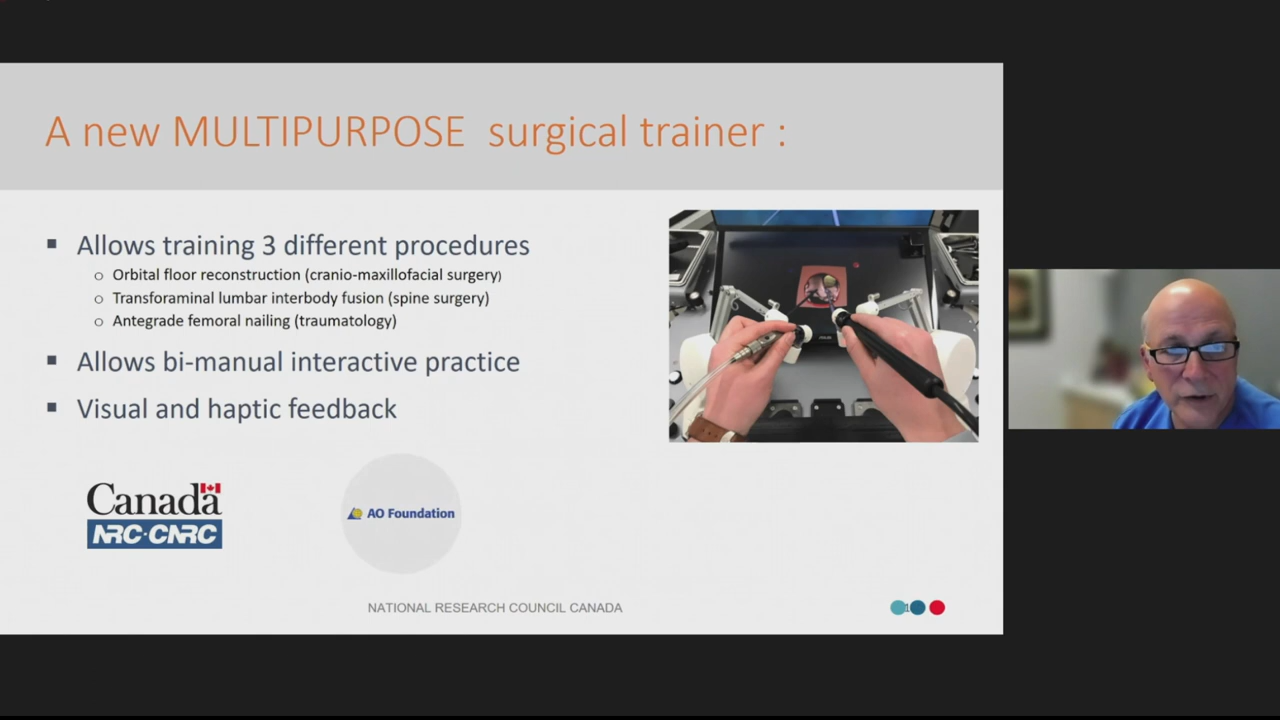 A new MULTIPURPOSE surgical trainer :
Allows training 3 different procedures
Orbital floor reconstruction (cranio-maxillofacial surgery)
Transforaminal lumbar interbody fusion (spine surgery)
Antegrade femoral nailing (traumatology)
Allows bi-manual interactive practice
Visual and haptic feedback
Canada
NRC·CNRC
AO Foundation
NATIONAL RESEARCH COUNCIL CANADA